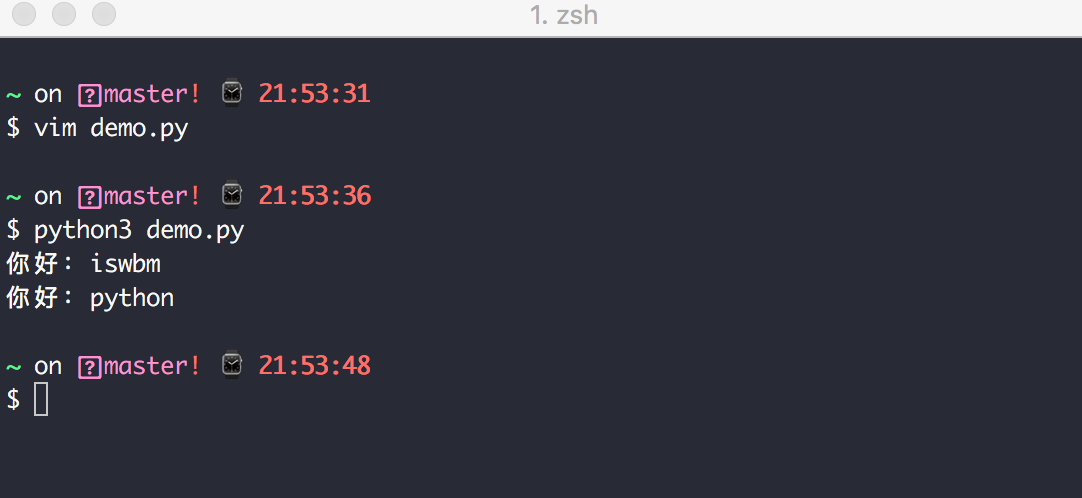 1. zsh
~ on ?master! ⌚ 21:53:31
$ vim demo.py
~ on ?master! ⌚ 21:53:36
$ python3 demo.py
你好: iswbm
你好: python
~ on ?master! ⌚ 21:53:48
$